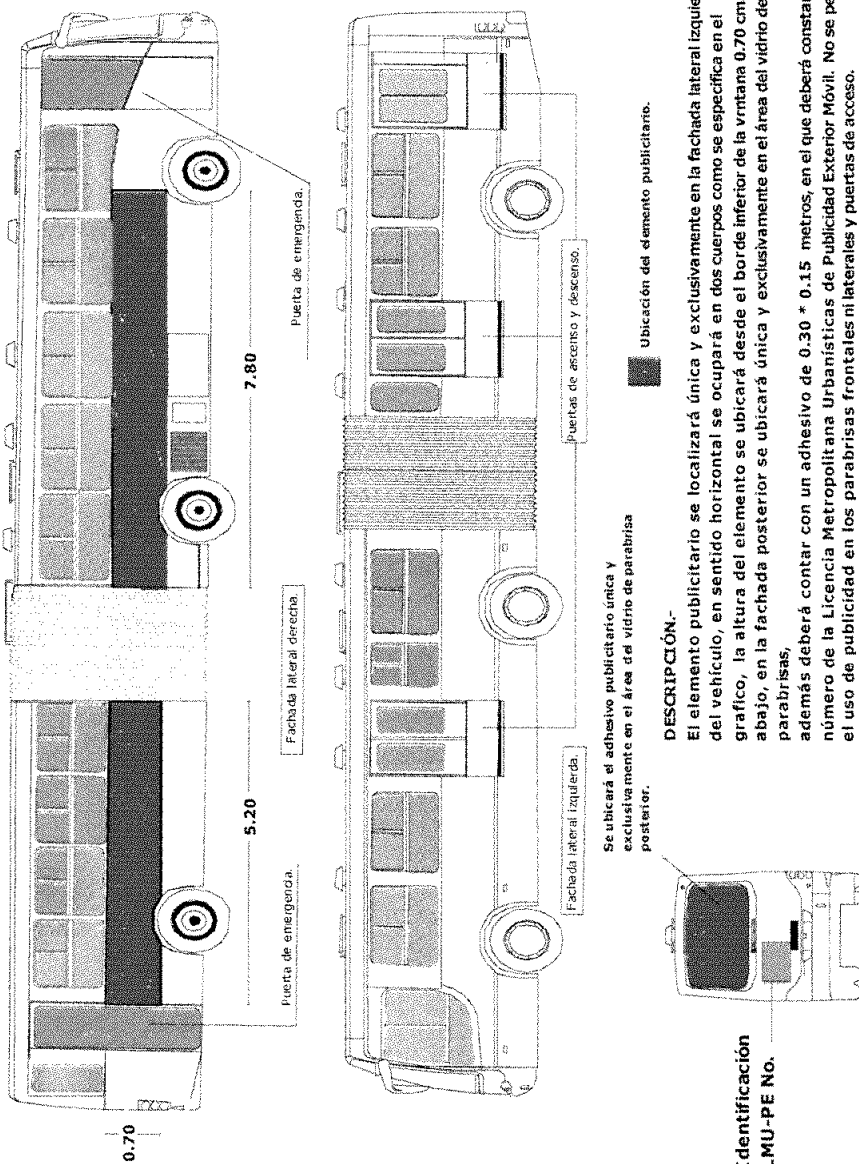 0.70
5.20
7.80
Puerta de emergencia.
Puerta de emergencia.
Fachada lateral derecha.
Fachada lateral izquierda.
Puertas de ascenso y descenso.
Se ubicará el adhesivo publicitario única y
exclusivamente en el área del vidrio de parabrisa
posterior.
Ubicación del elemento publicitario.
DESCRIPCIÓN.-
El elemento publicitario se localizará única y exclusivamente en la fachada lateral izquie
del vehículo, en sentido horizontal se ocupará en dos cuerpos como se especifica en el
grafico, la altura del elemento se ubicará desde el borde inferior de la vrntana 0.70 cm
abajo, en la fachada posterior se ubicará única y exclusivamente en el área del vidrio de
parabrisas,
además deberá contar con un adhesivo de 0.30 * 0.15 metros, en el que deberá constar
número de la Licencia Metropolitana Urbanísticas de Publicidad Exterior Móvil. No se pe
el uso de publicidad en los parabrisas frontales ni laterales y puertas de acceso.
dentificación
LMU-PE No.